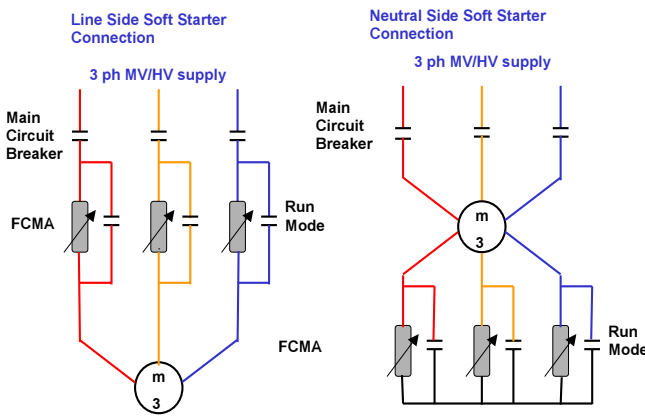 Line Side Soft Starter
Connection
3 ph MV/HV supply
Main
Circuit
Breaker
FCMA
Run
Mode
m
3
Neutral Side Soft Starter
Connection
3 ph MV/HV supply
Main
Circuit
Breaker
m
3
FCMA
Run
Mode